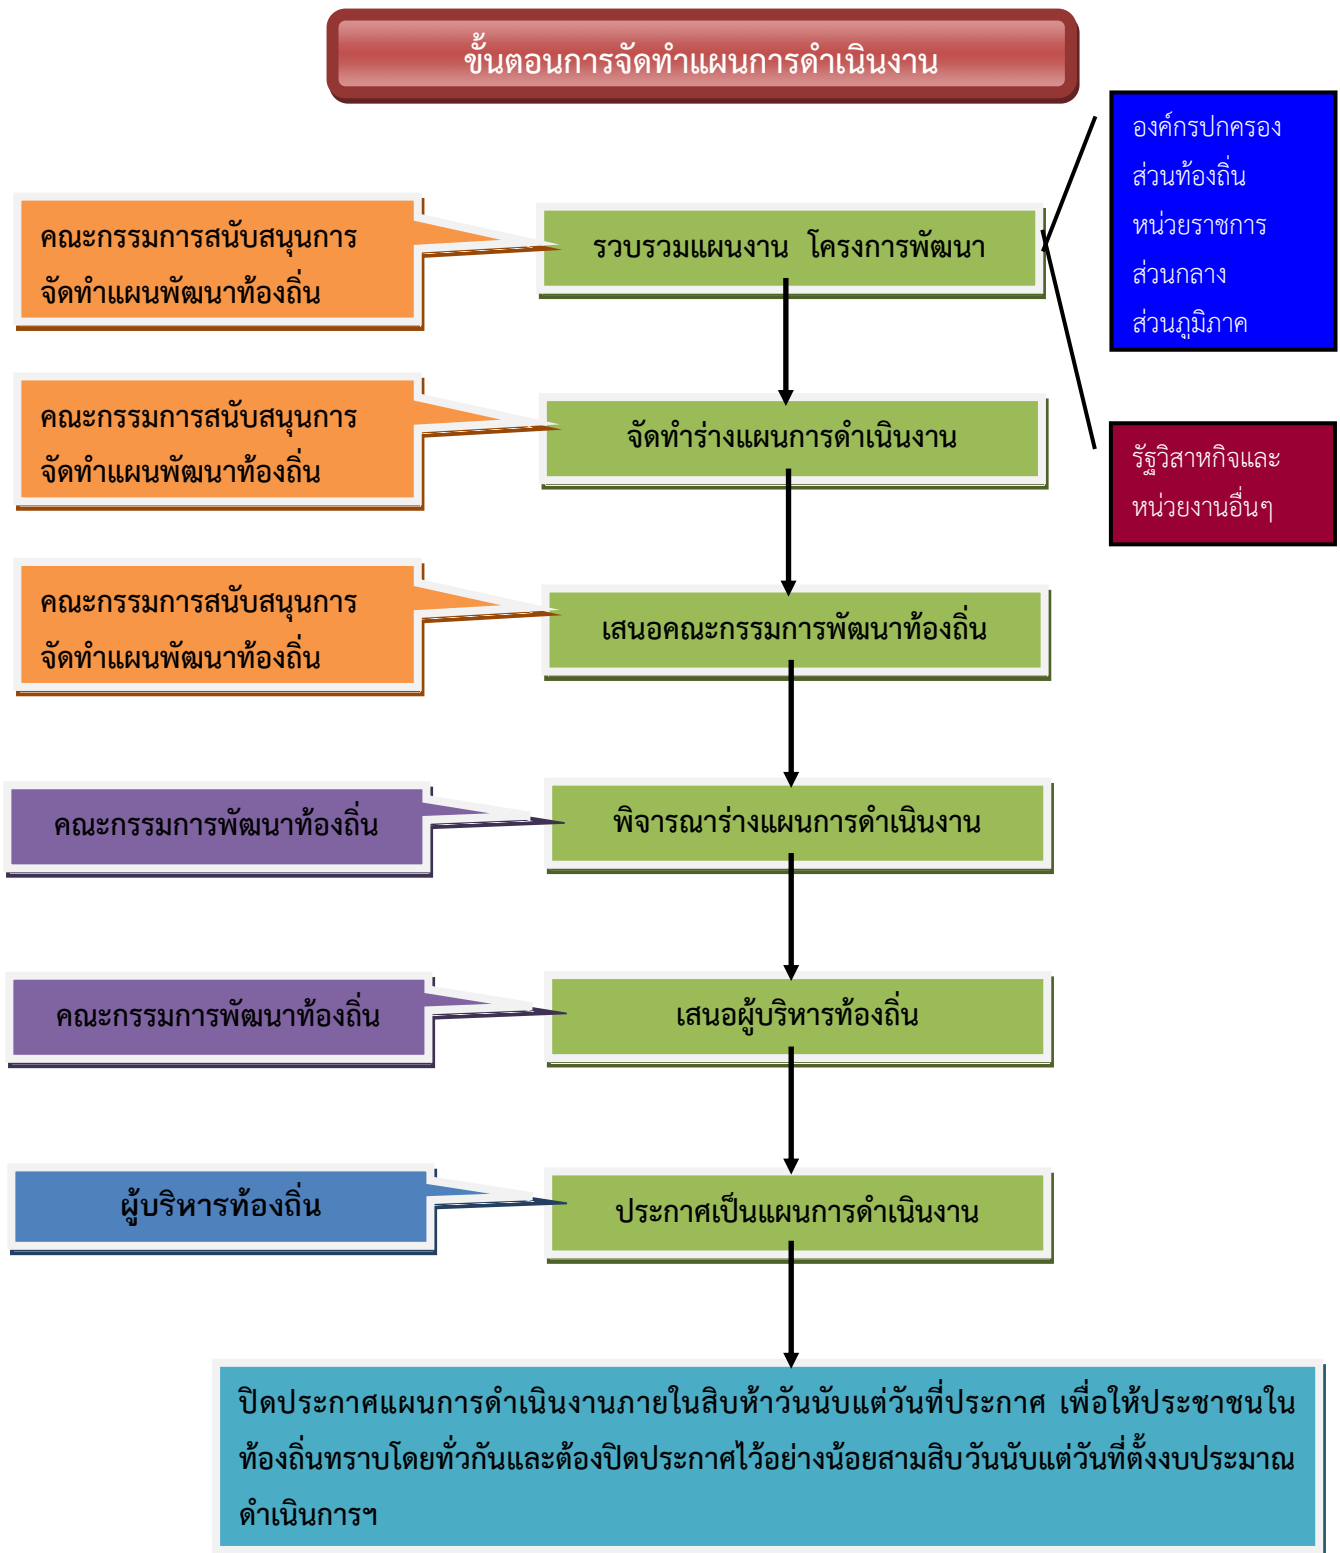 ขั้นตอนการจัดทำแผนการดำเนินงาน
องค์กรปกครอง
ส่วนท้องถิ่น
หน่วยราชการ
ส่วนกลาง
ส่วนภูมิภาค
คณะกรรมการสนับสนุนการ
จัดทำแผนพัฒนาท้องถิ่น
รวบรวมแผนงาน โครงการพัฒนา
คณะกรรมการสนับสนุนการ
จัดทำแผนพัฒนาท้องถิ่น
จัดทำร่างแผนการดำเนินงาน
รัฐวิสาหกิจและ
หน่วยงานอื่นๆ
คณะกรรมการสนับสนุนการ
จัดทำแผนพัฒนาท้องถิ่น
เสนอคณะกรรมการพัฒนาท้องถิ่น
คณะกรรมการพัฒนาท้องถิ่น
พิจารณาร่างแผนการดำเนินงาน
คณะกรรมการพัฒนาท้องถิ่น
เสนอผู้บริหารท้องถิ่น
ผู้บริหารท้องถิ่น
ประกาศเป็นแผนการดำเนินงาน
ปิดประกาศแผนการดำเนินงานภายในสิบห้าวันนับแต่วันที่ประกาศ เพื่อให้ประชาชนใน
ท้องถิ่นทราบโดยทั่วกันและต้องปิดประกาศไว้อย่างน้อยสามสิบวันนับแต่วันที่ตั้งงบประมาณ
ดำเนินการฯ